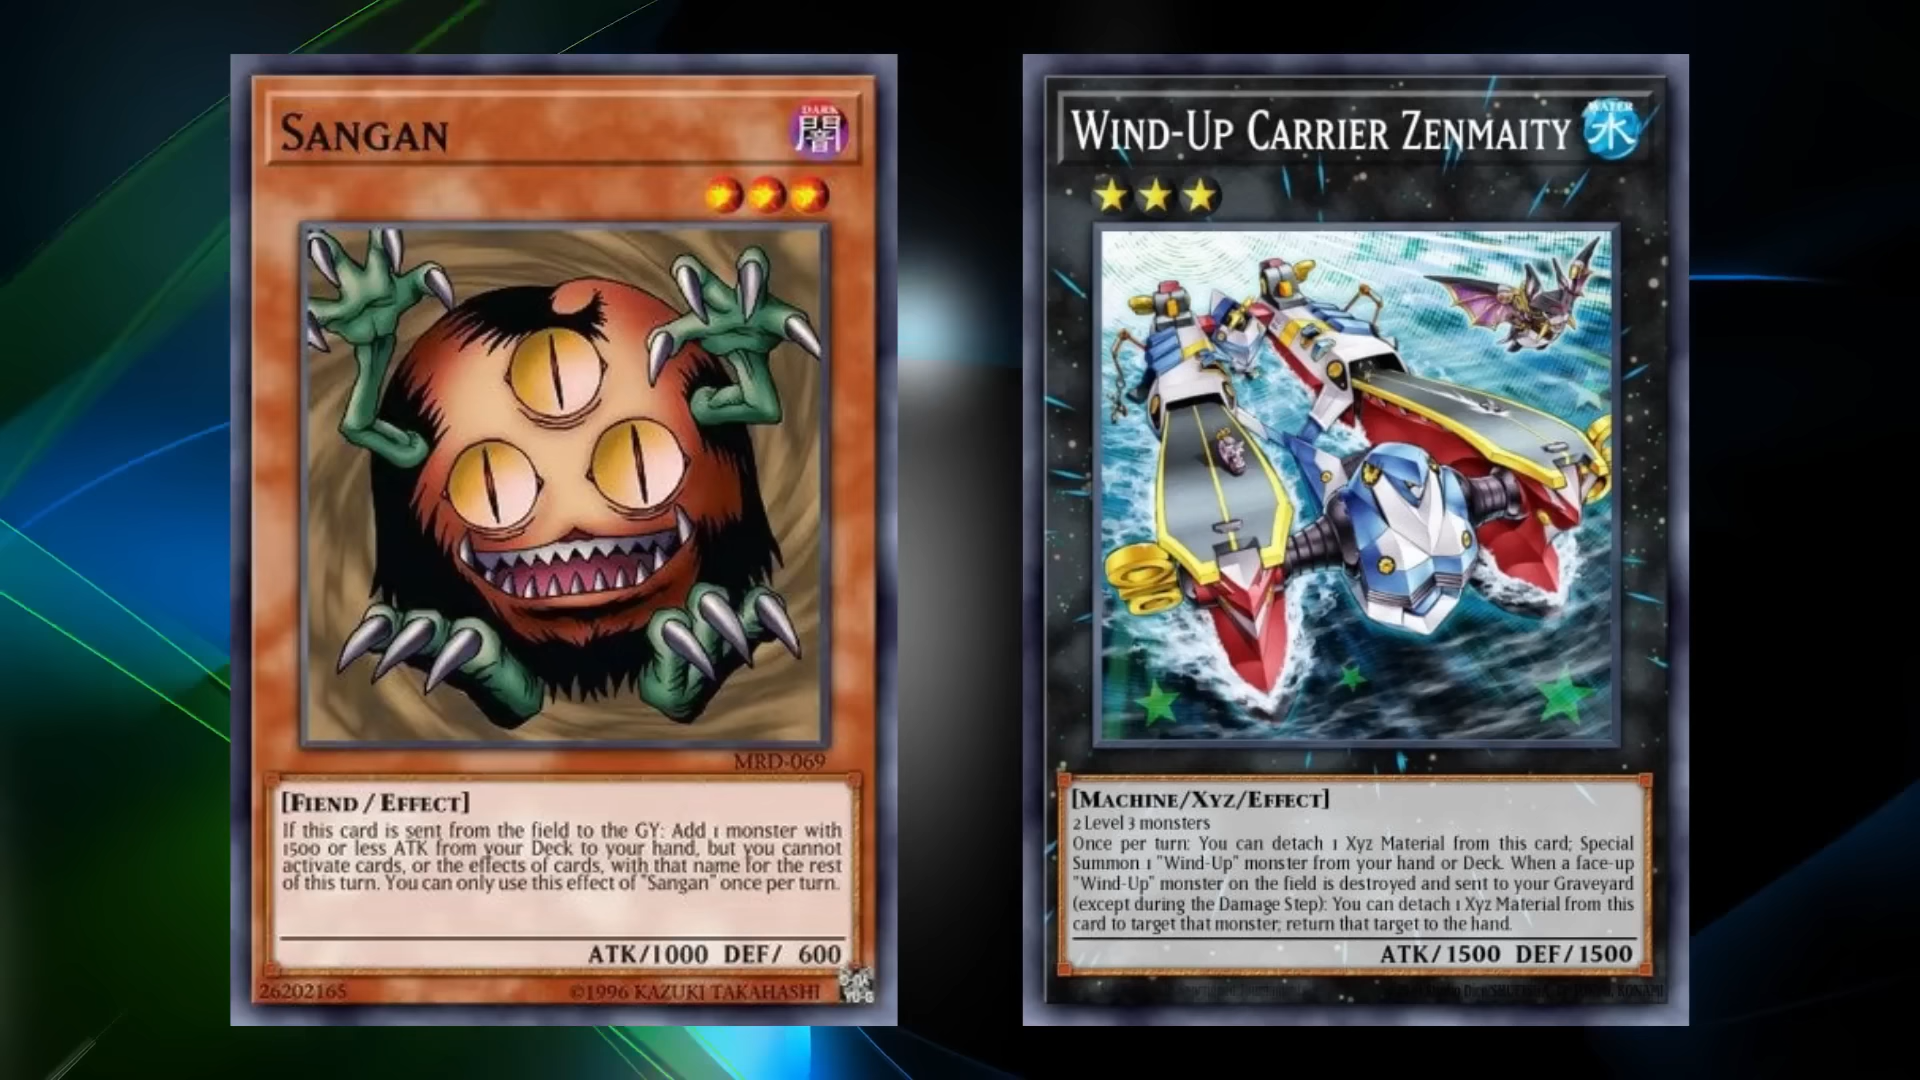 SANGAN
DARK
闇
MRD-069
[FIEND / EFFECT]
If this card is sent from the field to the GY: Add 1 monster with
1500 or less ATK from your Deck to your hand, but you cannot
activate cards, or the effects of cards, with that name for the rest
of this turn. You can only use this effect of "Sangan" once per turn.
ATK/1000 DEF/ 600
26202165
©1996 KAZUKI TAKAHASHI
WIND-UP CARRIER ZENMAITY
WATER
水
[MACHINE/XYZ/EFFECT]
2 Level 3 monsters
Once per turn: You can detach 1 Xyz Material from this card; Special
Summon 1 "Wind-Up" monster from your hand or Deck. When a face-up
"Wind-Up" monster on the field is destroyed and sent to your Graveyard
(except during the Damage Step): You can detach 1 Xyz Material from this
card to target that monster; return that target to the hand.
ATK/1500 DEF/1500